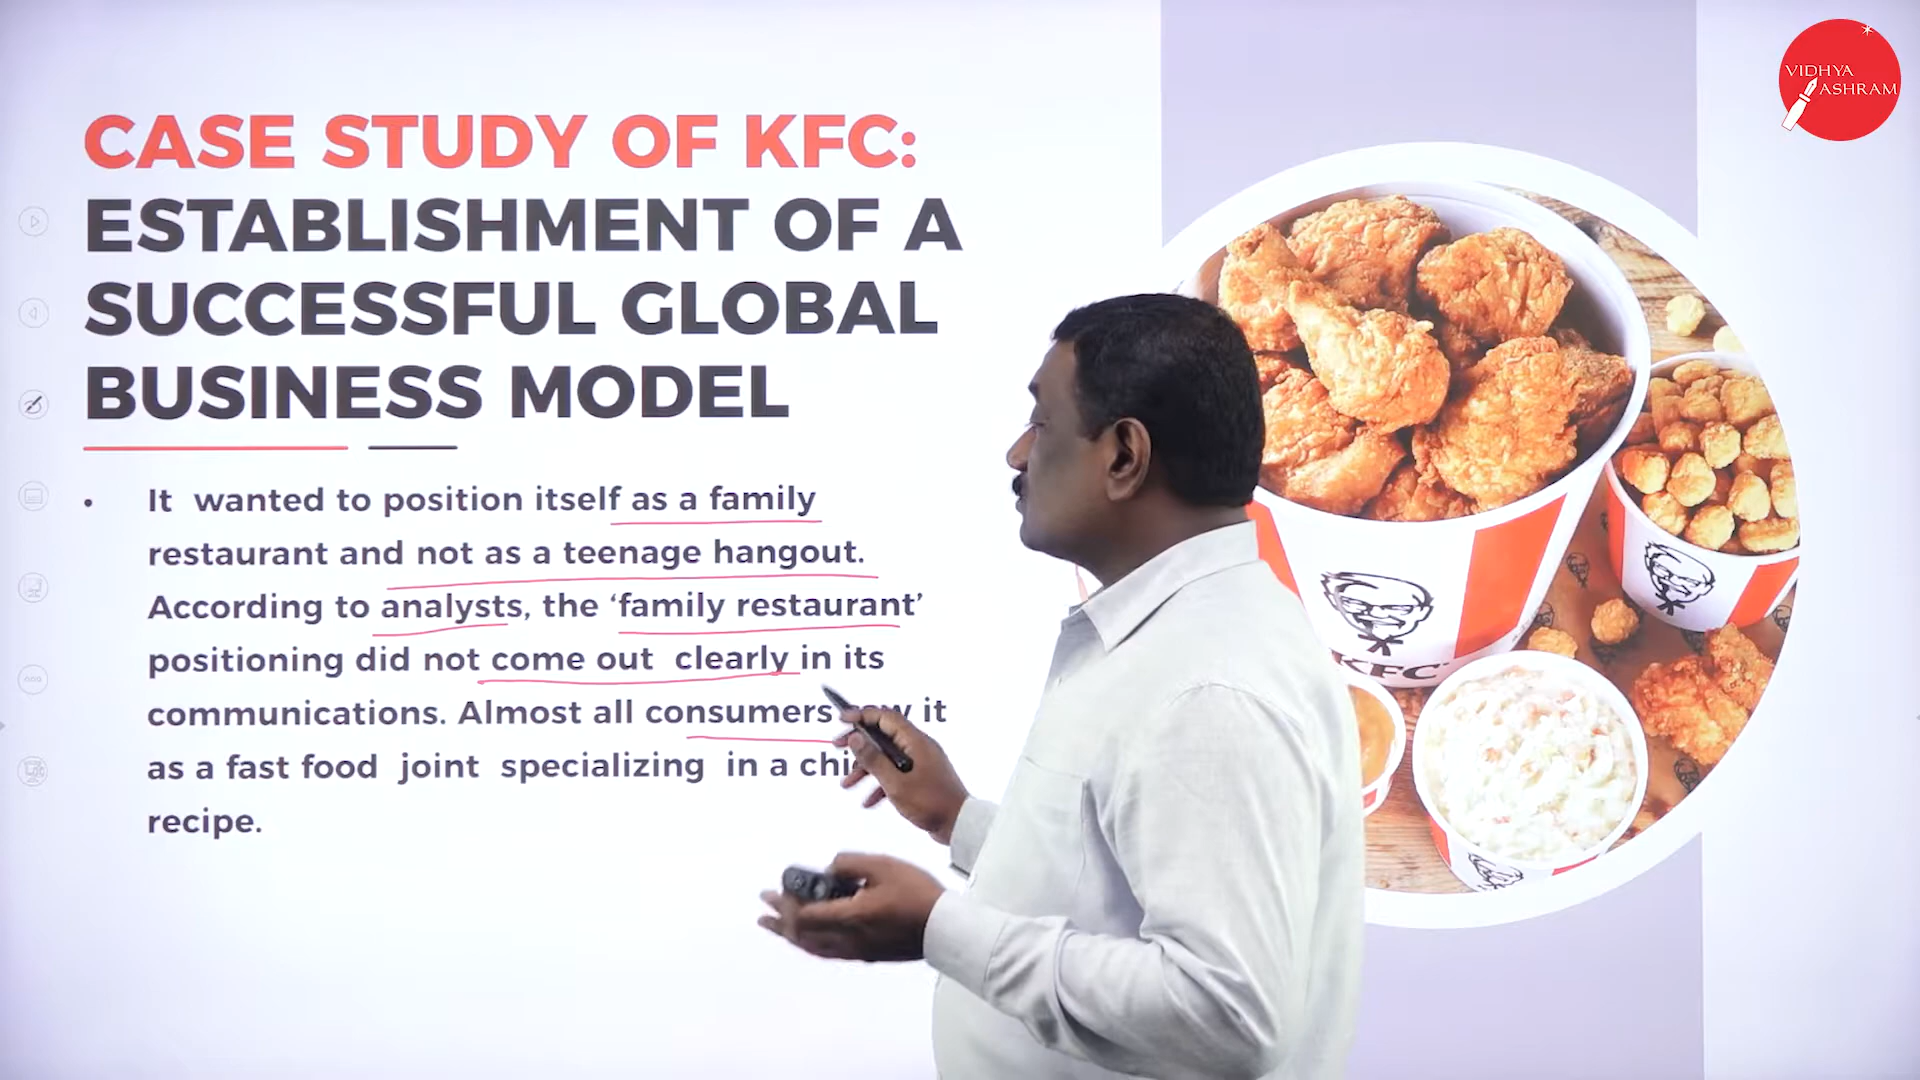 VIDHYA
ASHRAM
CASE STUDY OF KFC:
ESTABLISHMENT OF A
SUCCESSFUL GLOBAL
BUSINESS MODEL
• It wanted to position itself as a family
restaurant and not as a teenage hangout.
According to analysts, the ‘family restaurant’
positioning did not come out clearly in its
communications. Almost all consumers it
as a fast food joint specializing in a
recipe.
KFC